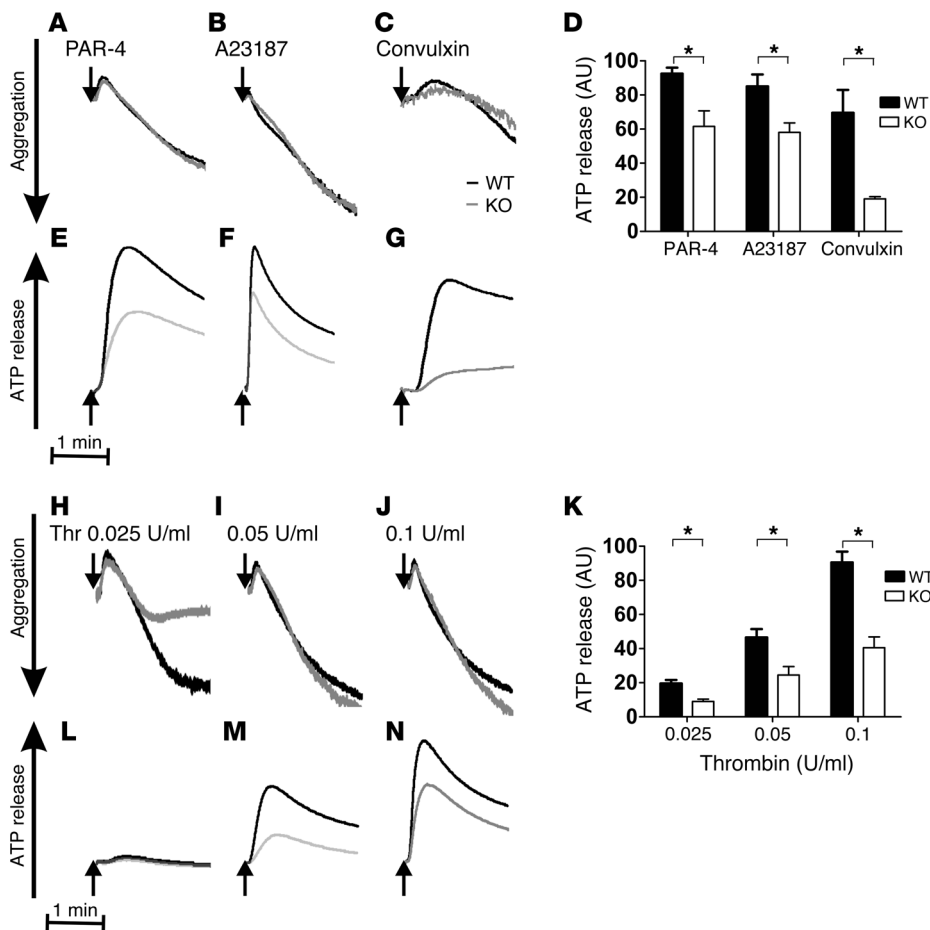 A
B
C
D
PAR-4
A23187
Convulxin
Aggregation
WT
KO
ATP release (AU)
100
80
60
40
20
0
*
*
*
WT
KO
PAR-4
A23187
Convulxin
E
F
G
ATP release
1 min
H
I
J
K
Thr 0.025 U/ml
0.05 U/ml
0.1 U/ml
Aggregation
ATP release (AU)
100
80
60
40
20
0
*
*
*
WT
KO
0.025
0.05
0.1
Thrombin (U/ml)
L
M
N
ATP release
1 min